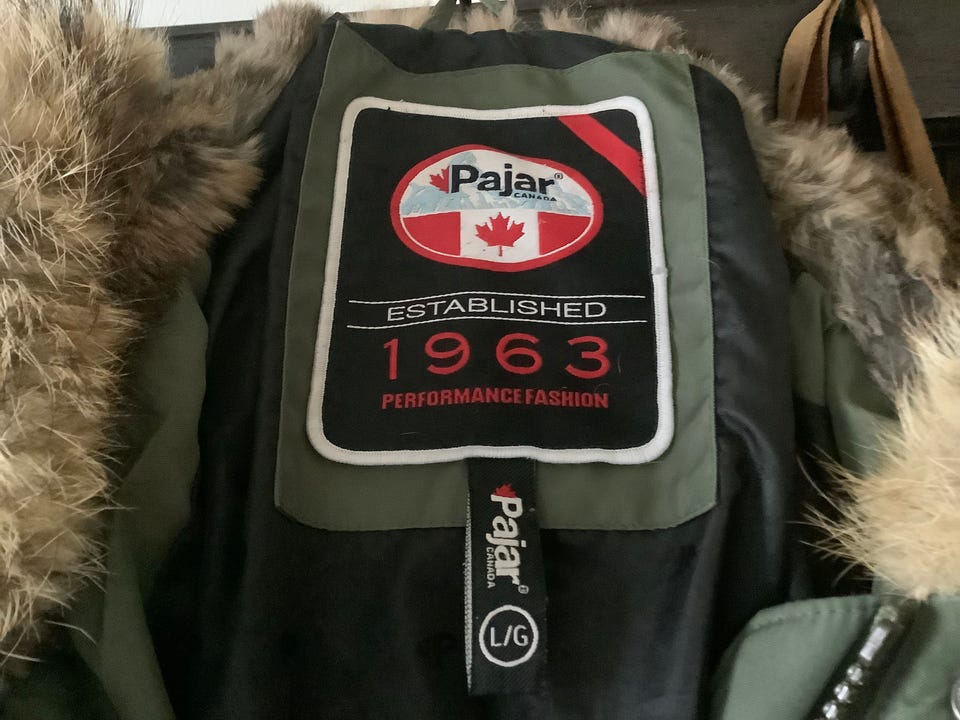 Pajar®
CANADA
ESTABLISHED
1963
PERFORMANCE FASHION
Pajar®
CANADA
L/G